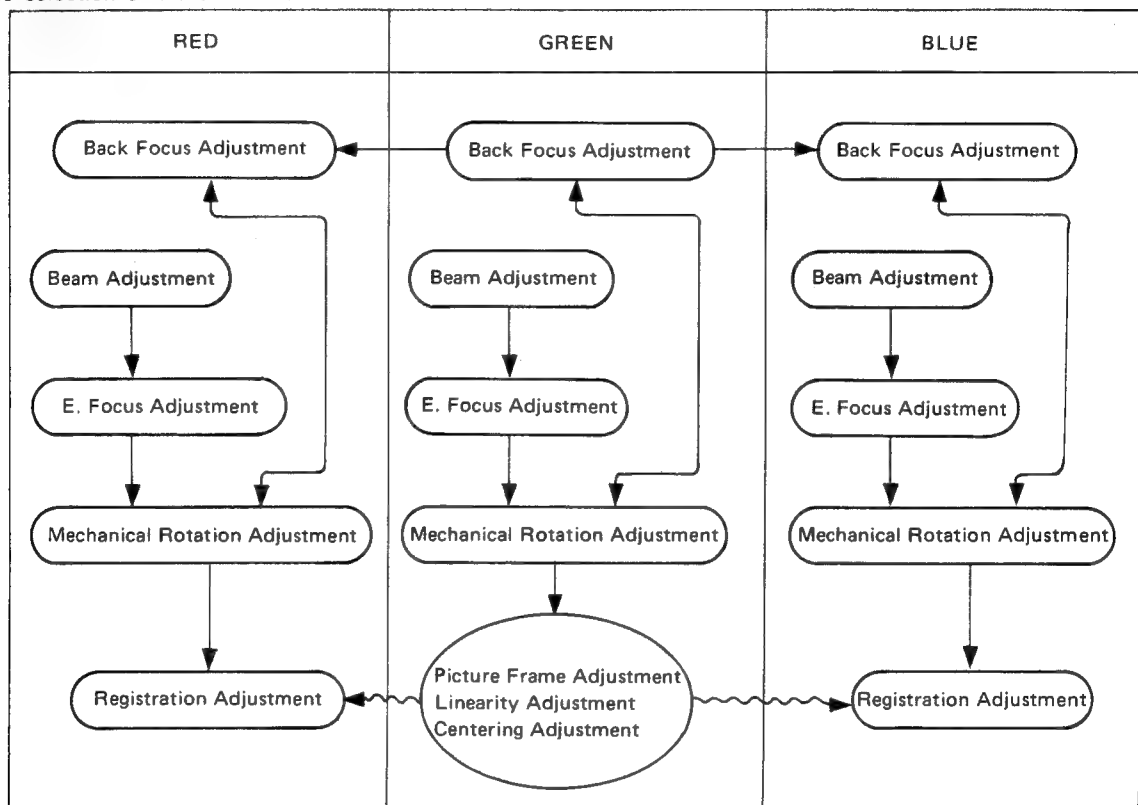 RED
GREEN
BLUE
Back Focus Adjustment
Back Focus Adjustment
Back Focus Adjustment
Beam Adjustment
Beam Adjustment
Beam Adjustment
E. Focus Adjustment
E. Focus Adjustment
E. Focus Adjustment
Mechanical Rotation Adjustment
Mechanical Rotation Adjustment
Mechanical Rotation Adjustment
Picture Frame Adjustment
Linearity Adjustment
Centering Adjustment
Registration Adjustment
Registration Adjustment